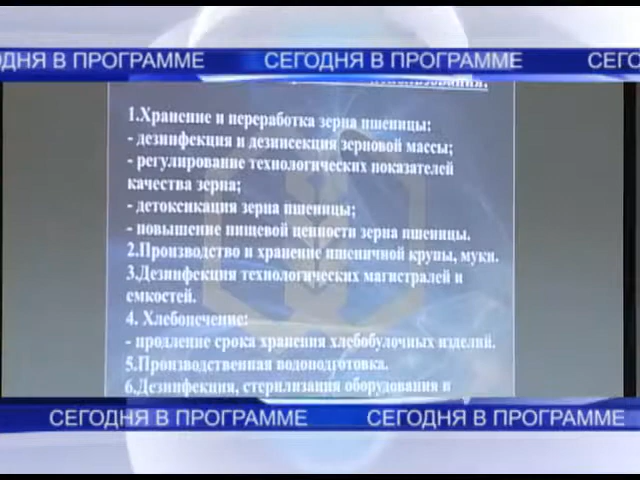 ДНЯ В ПРОГРАММЕ СЕГОДНЯ В ПРОГРАММЕ СЕГО
1.Хранение и переработка зерна пшеницы:
- дезинфекция и дезинсекция зерновой массы;
- регулирование технологических показателей
качества зерна;
- детоксикация зерна пшеницы;
- повышение пищевой ценности зерна пшеницы.
2.Производство и хранение пшеничной крупы, муки.
3.Дезинфекция технологических магистралей и
емкостей.
4. Хлебопечение:
- продление срока хранения хлебобулочных изделий.
5.Производственная водоподготовка.
6.Дезинфекция, стерилизация оборудования и
СЕГОДНЯ В ПРОГРАММЕ СЕГОДНЯ В ПРОГРАММЕ